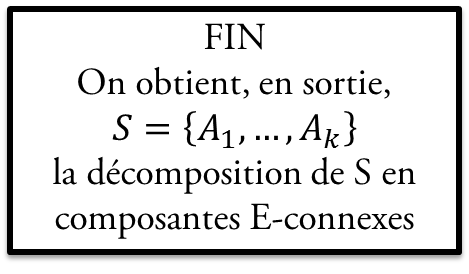 FIN
On obtient, en sortie,
𝑆 = {𝐴₁, … , 𝐴ₖ}
la décomposition de S en
composantes E-connexes